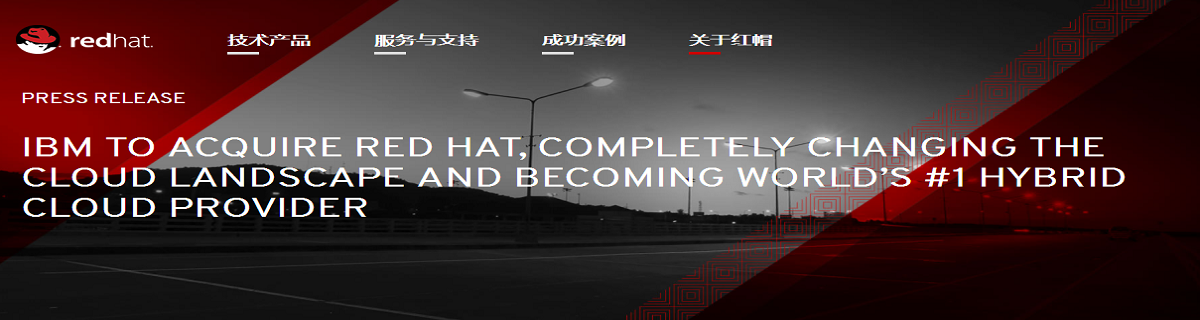 redhat.
技术产品 服务与支持 成功案例 关于红帽
PRESS RELEASE
IBM TO ACQUIRE RED HAT, COMPLETELY CHANGING THE
CLOUD LANDSCAPE AND BECOMING WORLD'S #1 HYBRID
CLOUD PROVIDER